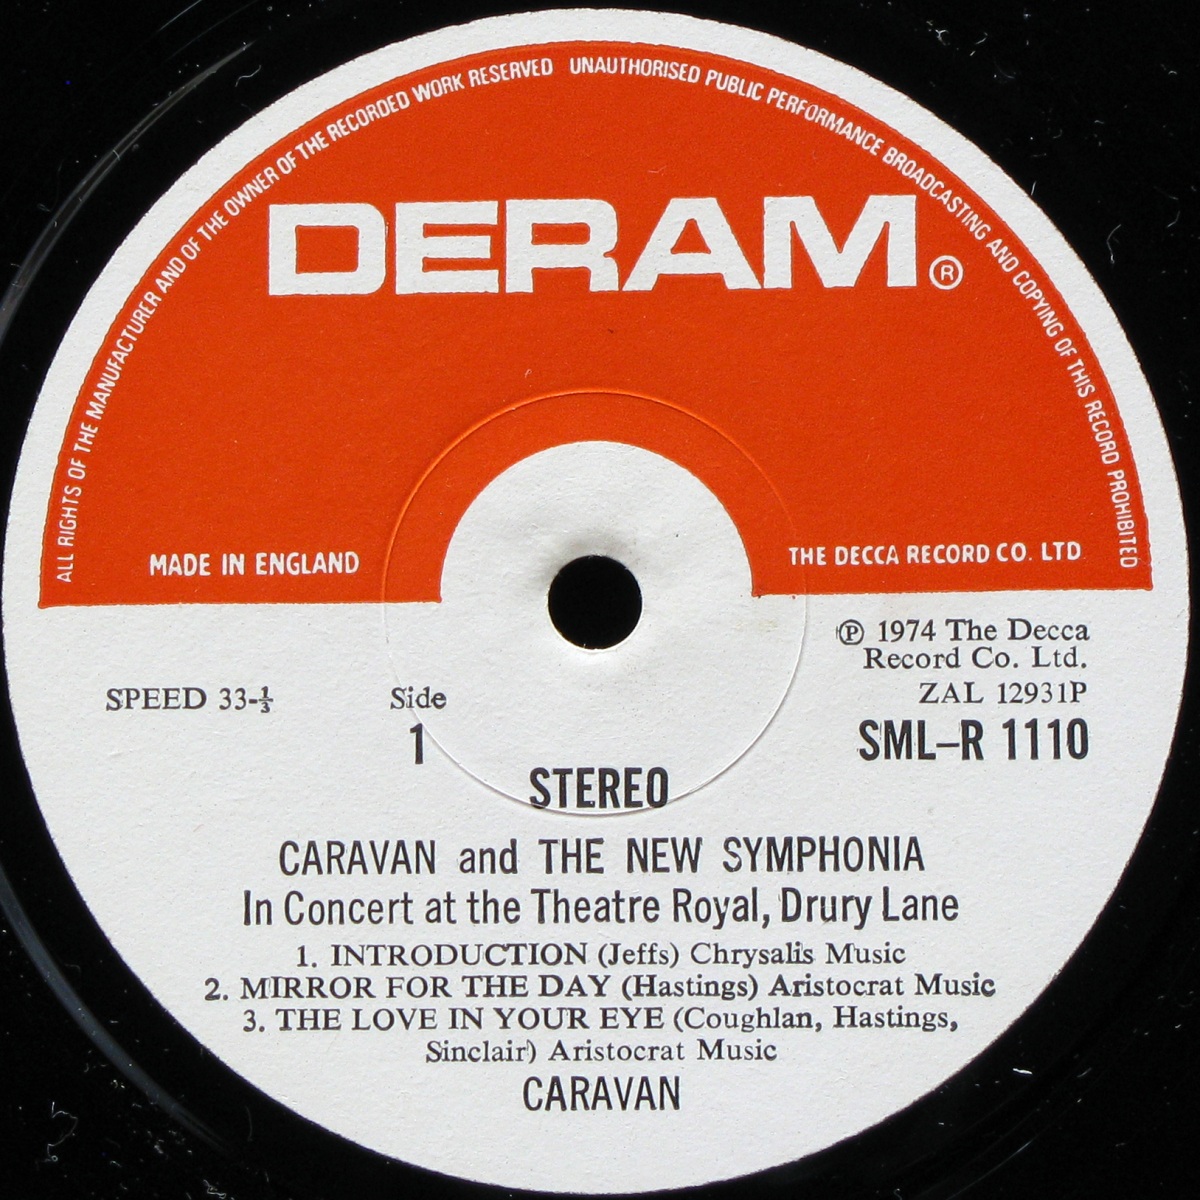 ALL RIGHTS OF THE MANUFACTURER AND OF THE OWNER OF THE RECORDED WORK RESERVED UNAUTHORISED PUBLIC PERFORMANCE BROADCASTING AND COPYING OF THIS RECORD PROHIBITED
DERAM®
MADE IN ENGLAND
THE DECCA RECORD CO. LTD
℗ 1974 The Decca
Record Co. Ltd.
SPEED 33-⅓
Side
1
ZAL 12931P
SML–R 1110
STEREO
CARAVAN and THE NEW SYMPHONIA
In Concert at the Theatre Royal, Drury Lane
1. INTRODUCTION (Jeffs) Chrysalis Music
2. MIRROR FOR THE DAY (Hastings) Aristocrat Music
3. THE LOVE IN YOUR EYE (Coughlan, Hastings,
Sinclair) Aristocrat Music
CARAVAN